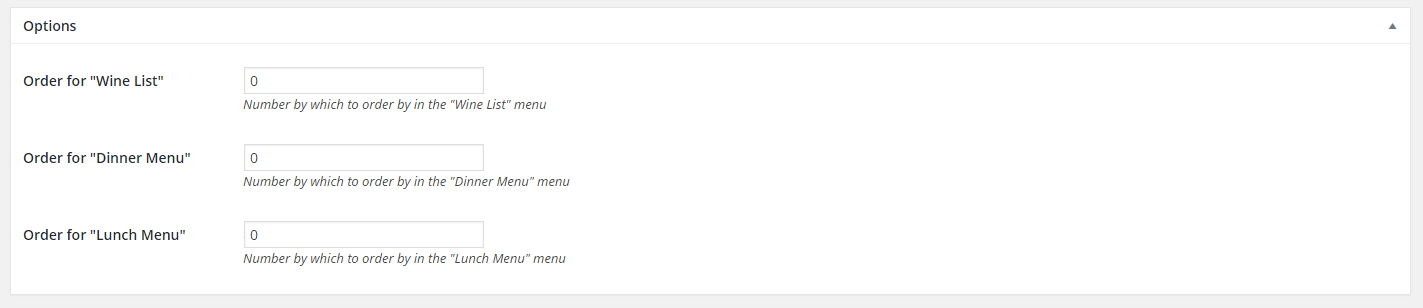 Options
Order for "Wine List"
0
Number by which to order by in the "Wine List" menu
Order for "Dinner Menu"
0
Number by which to order by in the "Dinner Menu" menu
Order for "Lunch Menu"
0
Number by which to order by in the "Lunch Menu" menu